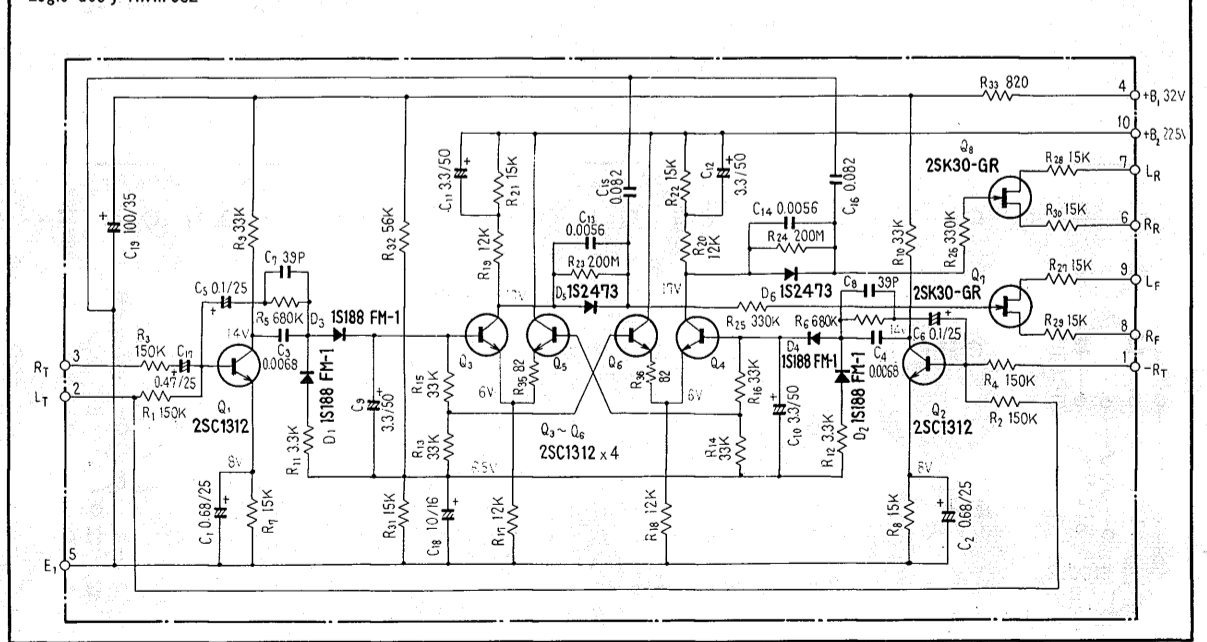 R33 820
4
+B1 32V
10
+B2
Q8
2SK30-GR
R28 15K
7
LR
R30 15K
6
RR
R26 330K
R27 15K
9
LF
Q7
2SK30-GR
R29 15K
8
RF
C19 100/35
R9 33K
R32 56K
C11 3.3/50
R21 15K
R19 12K
C15 0.082
R22 15K
C12 3.3/50
R20 12K
C16 0.082
R10 33K
C13 0.0056
R23 200M
D5 1S2473
C14 0.0056
R24 200M
D6 1S2473
R25 330K
C7 39P
C5 0.1/25
R5 680K
C3 0.0068
D3 1S188 FM-1
14V
C8 39P
R6 680K
C6 0.1/25
C4 0.0068
D4 1S188 FM-1
14V
3
RT
R3 150K
C17 0.47/25
2
LT
R1 150K
Q1
2SC1312
D1 1S188 FM-1
R11 3.3K
C9 3.3/50
R15 33K
R13 33K
Q3
Q5
Q6
Q4
R35 82
R36 82
6V
6V
Q3~Q6
2SC1312 x 4
R16 33K
R14 33K
C10 3.3/50
D2 1S188 FM-1
R12 3.3K
1
-RT
R4 150K
R2 150K
Q2
2SC1312
8V
C1 0.68/25
R7 15K
R31 15K
C18 10/16
R17 12K
R18 12K
8V
R8 15K
C2 0.68/25
5
E1